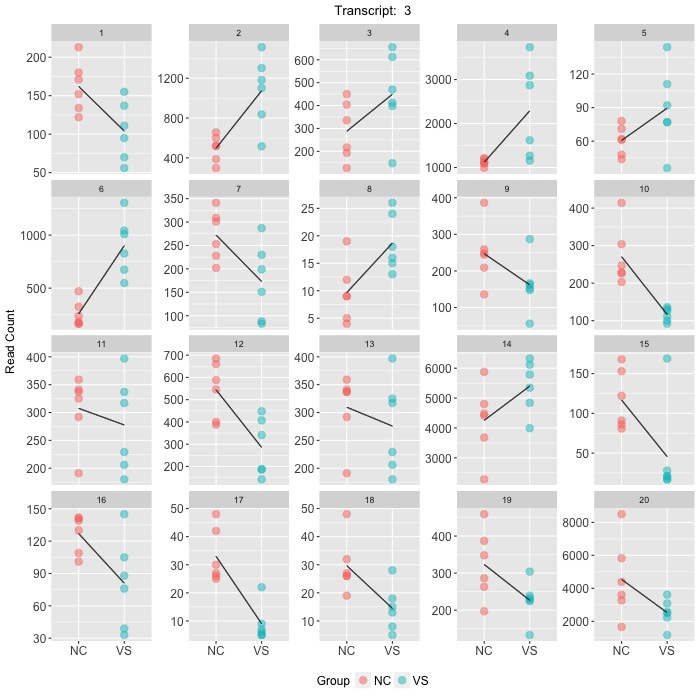 Transcript: 3
1 2 3 4 5
200 150 100 50
1200 800 400
600 500 400 300 200
3000 2000 1000
120 90 60
6 7 8 9 10
1000 500
350 300 250 200 150 100
25 20 15 10 5
400 300 200 100
400 300 200 100
Read Count
11 12 13 14 15
400 350 300 250 200
700 600 500 400 300 200
400 350 300 250 200
6000 5000 4000 3000
150 100 50
16 17 18 19 20
150 120 90 60 30
50 40 30 20 10
50 40 30 20 10
400 300 200
8000 6000 4000 2000
NC VS NC VS NC VS NC VS NC VS
Group NC VS